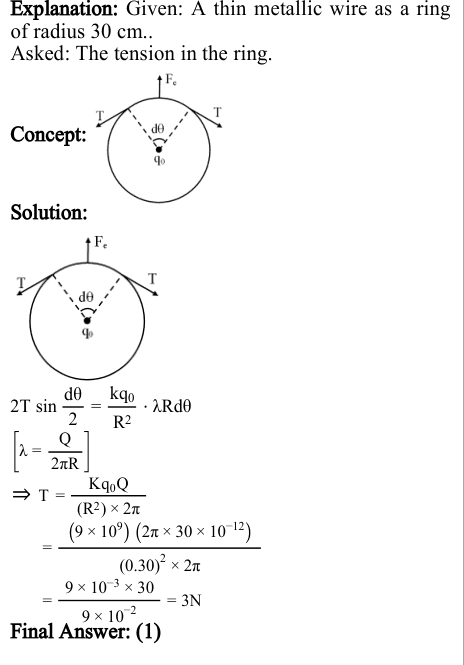 Explanation: Given: A thin metallic wire as a ring
of radius 30 cm..
Asked: The tension in the ring.
Fe
T T
dθ
Concept:
q0
Solution:
Fe
T T
dθ
q0
2T sin dθ/2 = kq0/R² · λRdθ
[λ = Q/2πR]
⇒ T = Kq0Q/(R²) × 2π
= (9 × 10⁹) (2π × 30 × 10⁻¹²)/(0.30)² × 2π
= 9 × 10⁻³ × 30/9 × 10⁻² = 3N
Final Answer: (1)